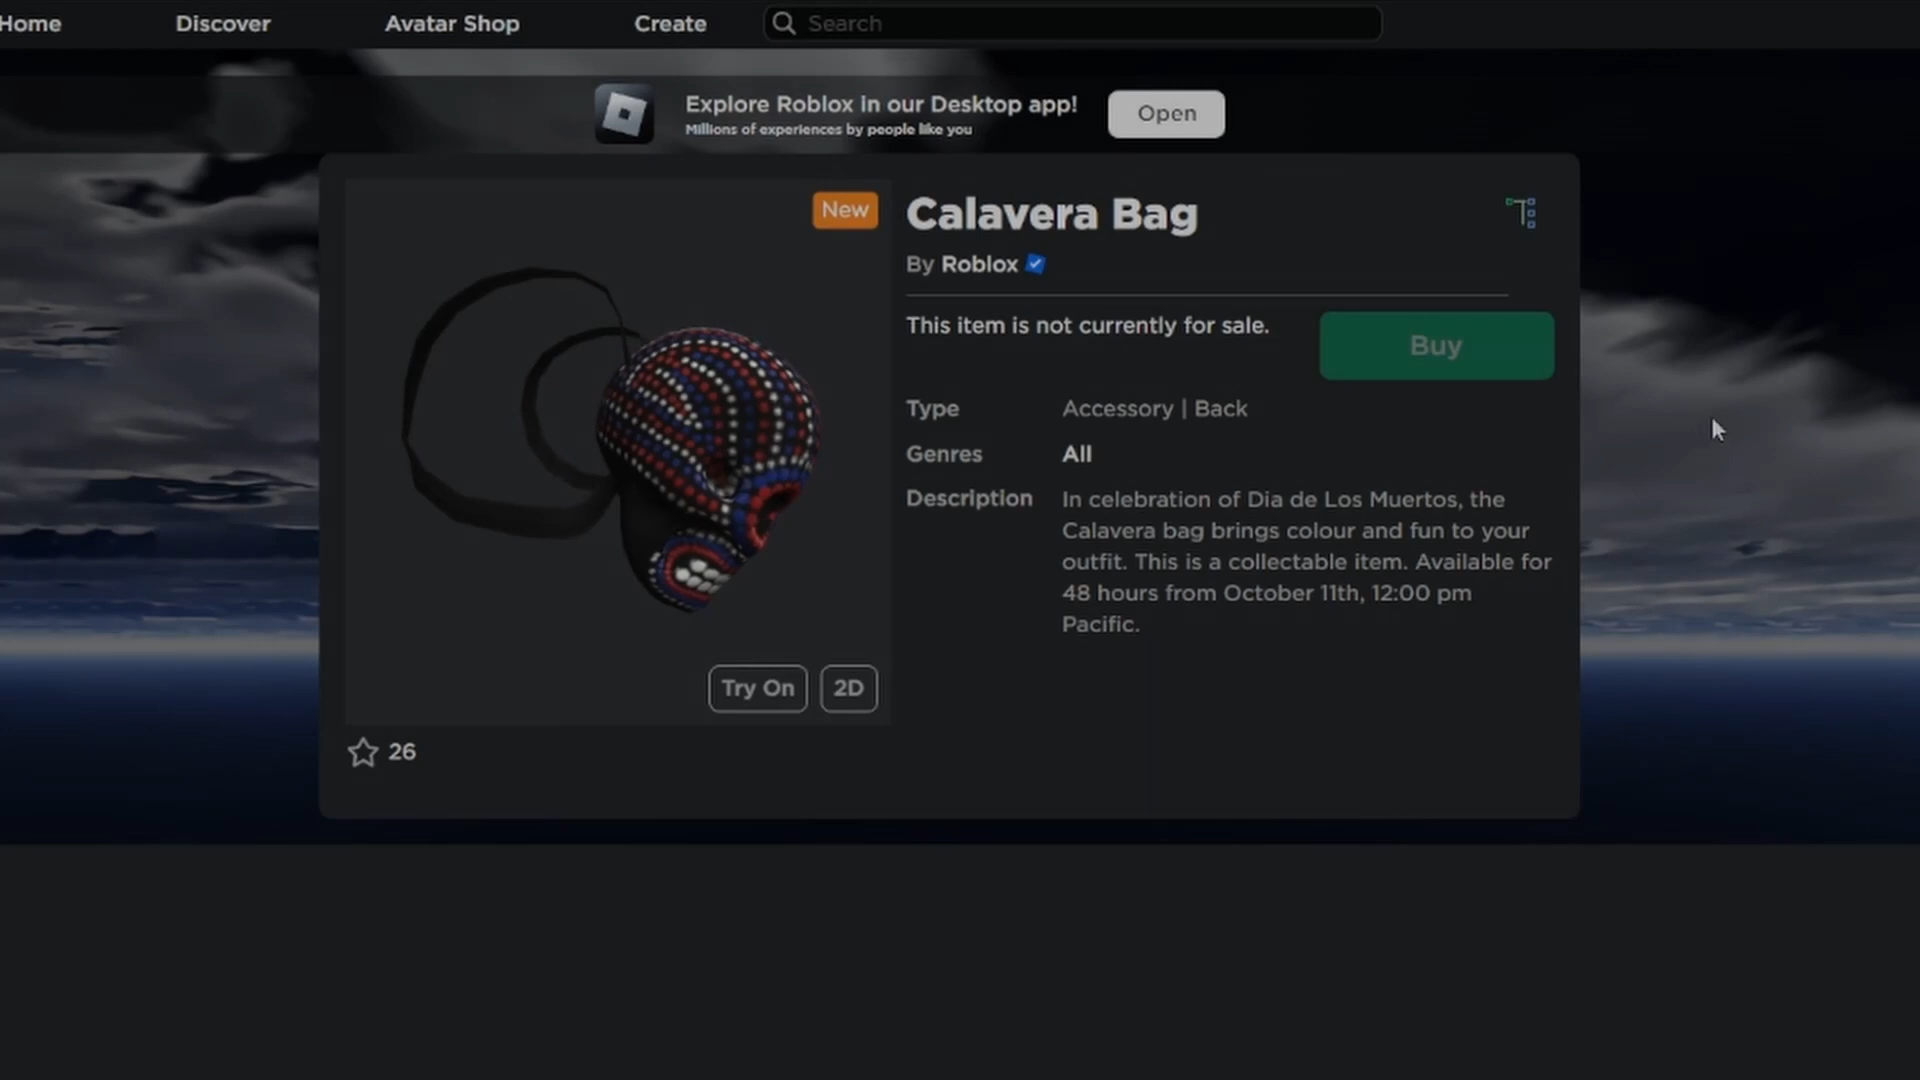 Home
Discover
Avatar Shop
Create
Search
Explore Roblox in our Desktop app!
Millions of experiences by people like you
Open
New
Calavera Bag
By Roblox
This item is not currently for sale.
Buy
Type
Accessory | Back
Genres
All
Description
In celebration of Dia de Los Muertos, the
Calavera bag brings colour and fun to your
outfit. This is a collectable item. Available for
48 hours from October 11th, 12:00 pm
Pacific.
Try On
2D
26